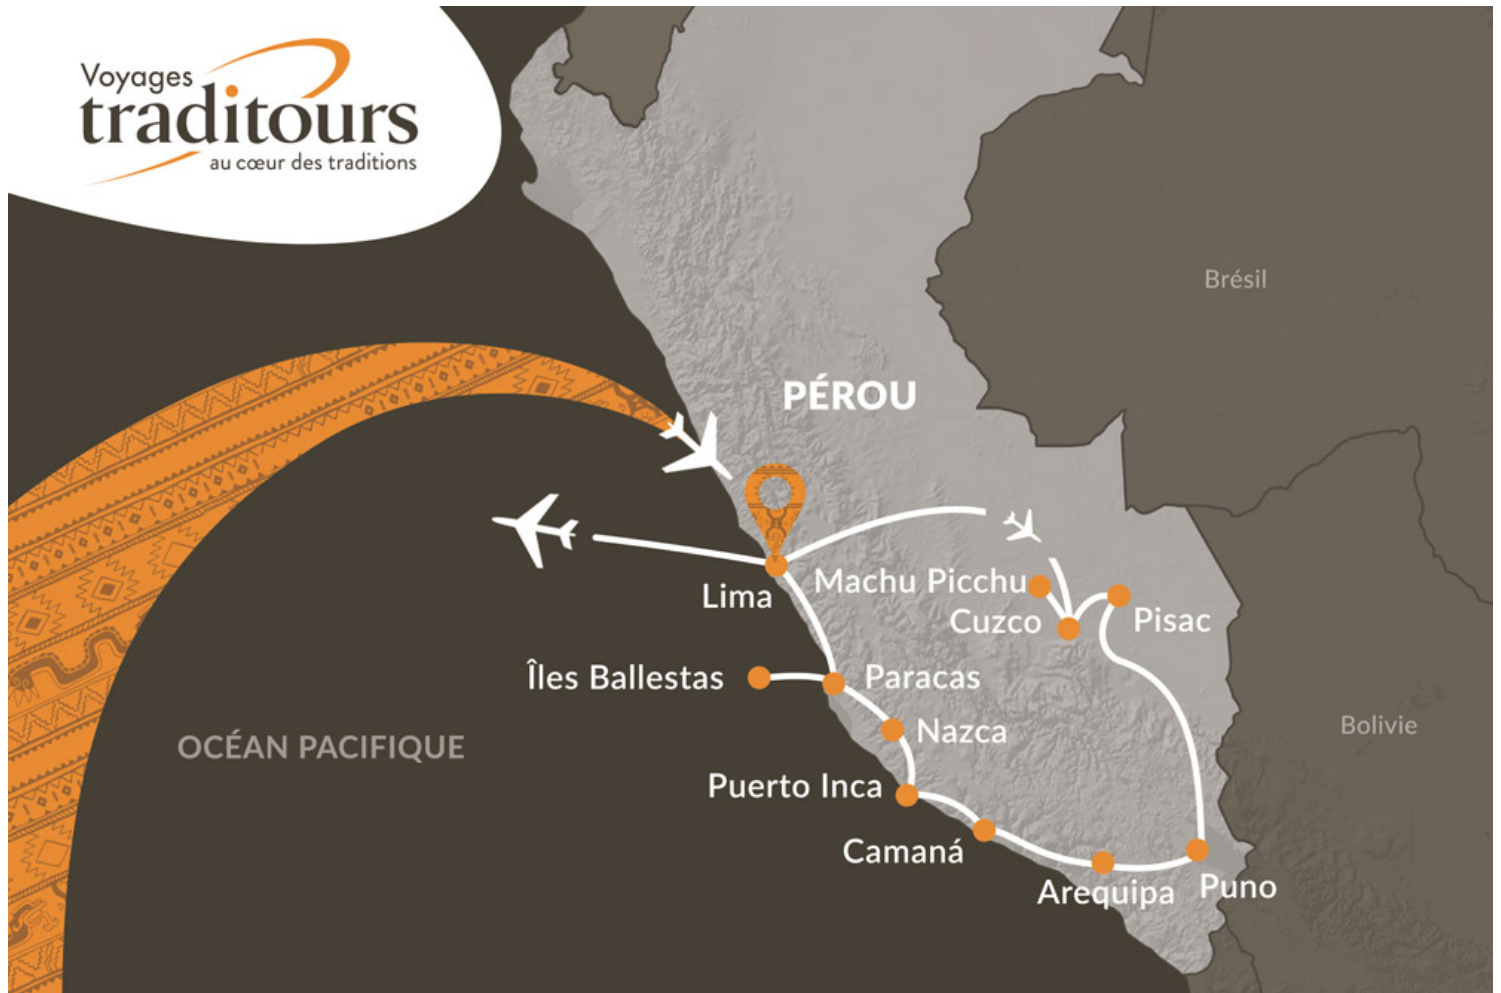 Voyages
traditours
au cœur des traditions
Brésil
PÉROU
Lima
Machu Picchu
Cuzco
Pisac
Îles Ballestas
Paracas
Nazca
Bolivie
OCÉAN PACIFIQUE
Puerto Inca
Camaná
Arequipa
Puno